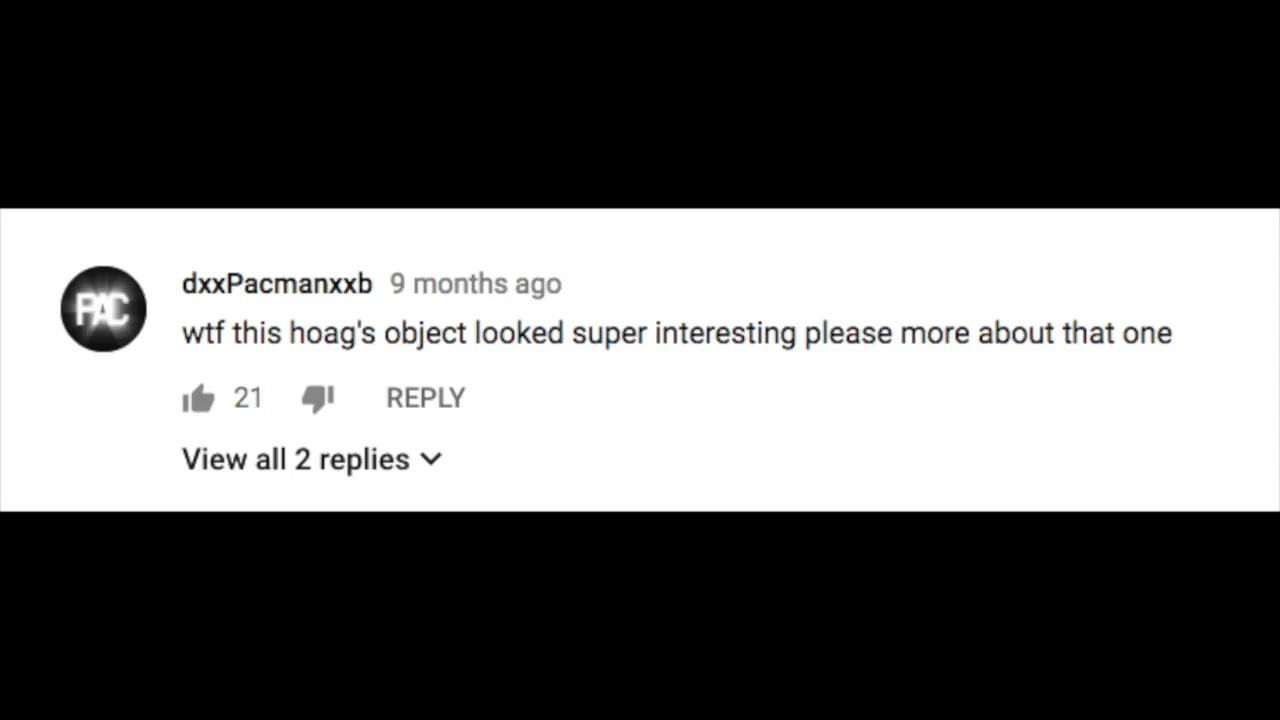 PAC
dxxPacmanxxb 9 months ago
wtf this hoag's object looked super interesting please more about that one
21 REPLY
View all 2 replies